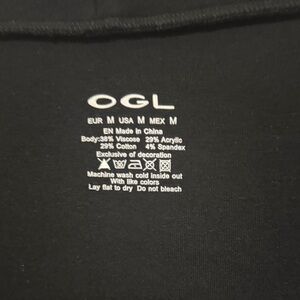 OGL
EUR M USA M MEX M
EN Made in China
Body:38% Viscose 29% Acrylic
29% Cotton 4% Spandex
Exclusive of decoration
Machine wash cold inside out
With like colors
Lay flat to dry Do not bleach